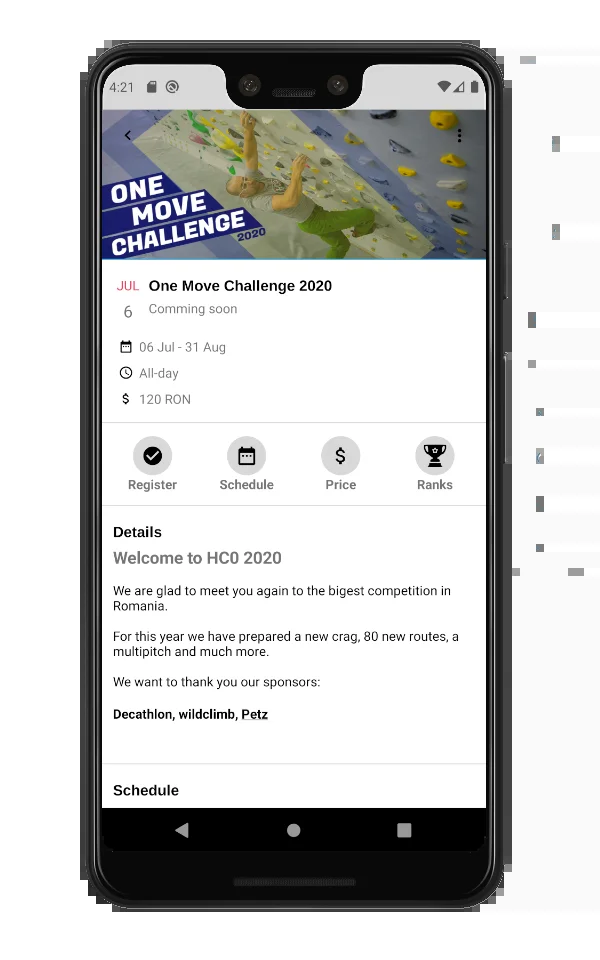 4:21
ONE
MOVE
CHALLENGE
2020
JUL
One Move Challenge 2020
6
Comming soon
06 Jul - 31 Aug
All-day
120 RON
Register
Schedule
Price
Ranks
Details
Welcome to HC0 2020
We are glad to meet you again to the bigest competition in
Romania.
For this year we have prepared a new crag, 80 new routes, a
multipitch and much more.
We want to thank you our sponsors:
Decathlon, wildclimb, Petz
Schedule